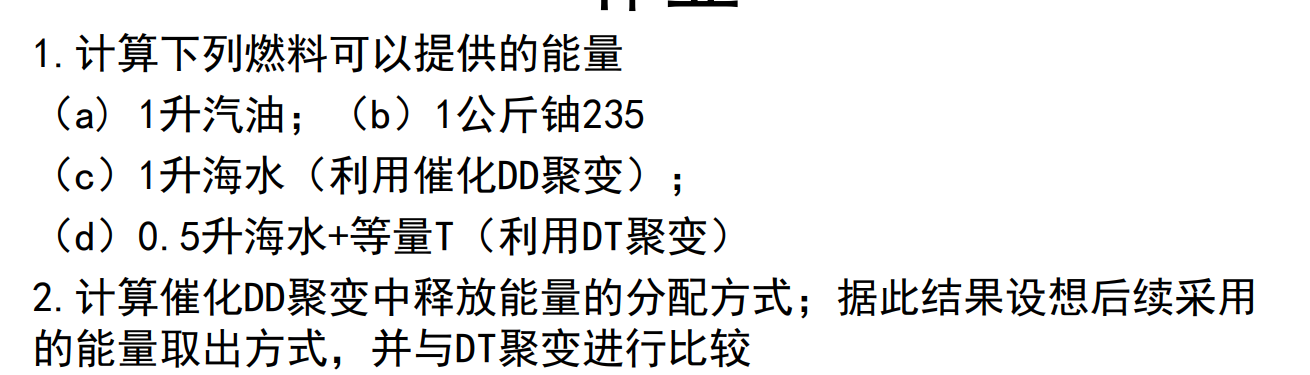 1.计算下列燃料可以提供的能量
（a）1升汽油；（b）1公斤铀235
（c）1升海水（利用催化DD聚变）；
（d）0.5升海水+等量T（利用DT聚变）
2.计算催化DD聚变中释放能量的分配方式；据此结果设想后续采用
的能量取出方式，并与DT聚变进行比较